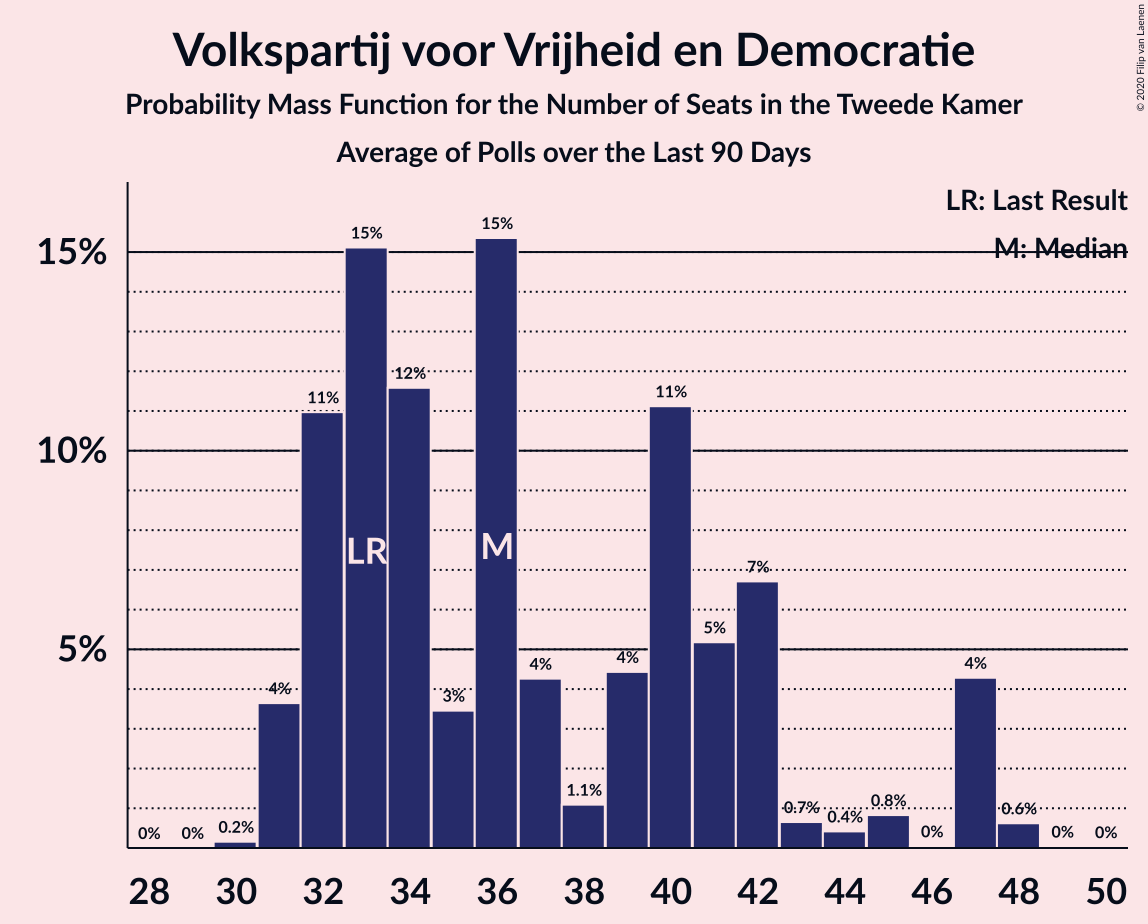 © 2020 Filip van Laenen
Volkspartij voor Vrijheid en Democratie
Probability Mass Function for the Number of Seats in the Tweede Kamer
Average of Polls over the Last 90 Days
LR: Last Result
M: Median
15%
10%
5%
0%
0%
0.2%
4%
11%
15%
12%
3%
15%
4%
1.1%
4%
11%
5%
7%
0.7%
0.4%
0.8%
0%
4%
0.6%
0%
0%
LR
M
28 30 32 34 36 38 40 42 44 46 48 50